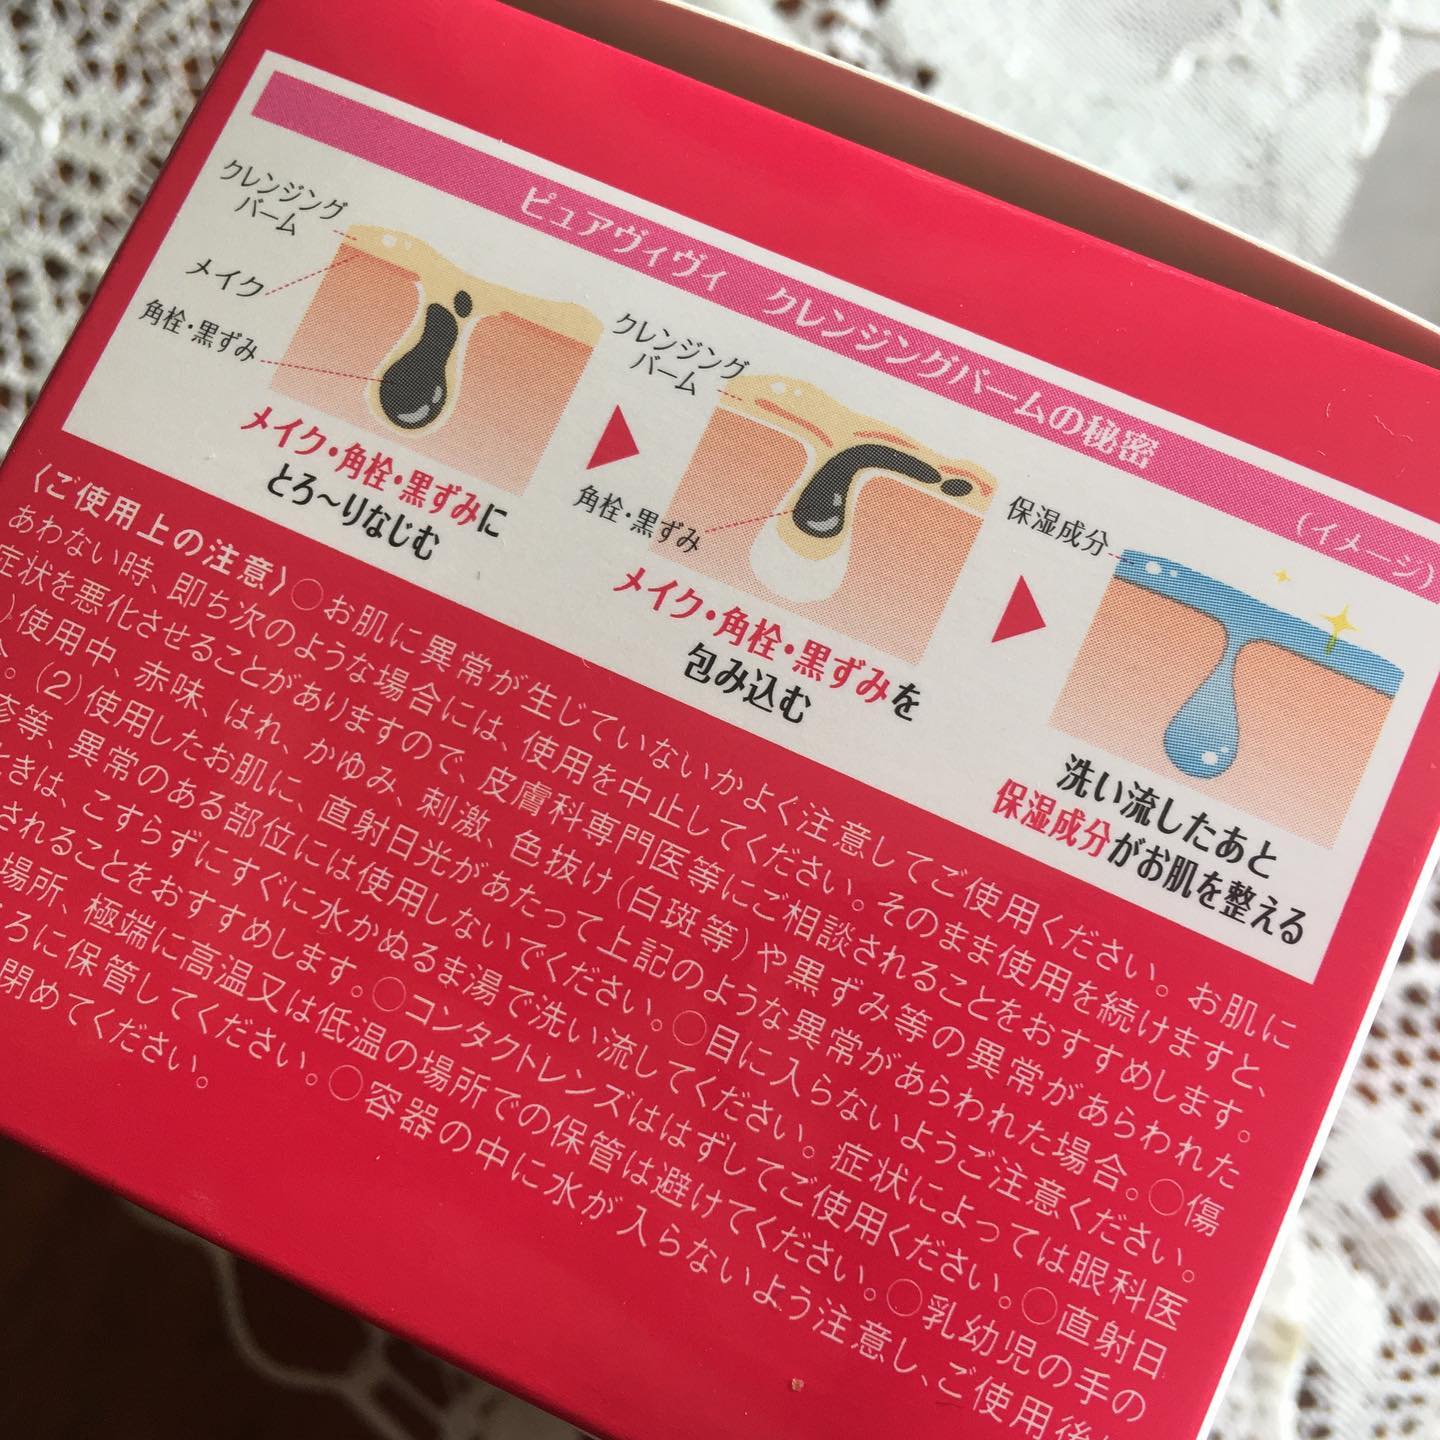 ピュアヴィヴィ クレンジングバームの秘密
(イメージ)
クレンジング
バーム
メイク
角栓・黒ずみ
メイク・角栓・黒ずみに
とろ〜りなじむ
クレンジング
バーム
角栓・黒ずみ
メイク・角栓・黒ずみを
包み込む
保湿成分
洗い流したあと
保湿成分がお肌を整える
〈ご使用上の注意〉○お肌に異常が生じていないかよく注意してご使用ください。お肌に
あわない時、即ち次のような場合には、使用を中止してください。そのまま使用を続けますと、
症状を悪化させることがありますので、皮膚科専門医等にご相談されることをおすすめします。
)使用中、赤味、はれ、かゆみ、刺激、色抜け(白斑等)や黒ずみ等の異常があらわれた
。(2)使用したお肌に、直射日光があたって上記のような異常があらわれた場合。○傷
疹等、異常のある部位には使用しないでください。○目に入らないようご注意ください。
ときは、こすらずにすぐに水かぬるま湯で洗い流してください。症状によっては眼科医
されることをおすすめします。○コンタクトレンズははずしてご使用ください。○直射日
場所、極端に高温又は低温の場所での保管は避けてください。○乳幼児の手の
ろに保管してください。○容器の中に水が入らないよう注意し、ご使用後
閉めてください。